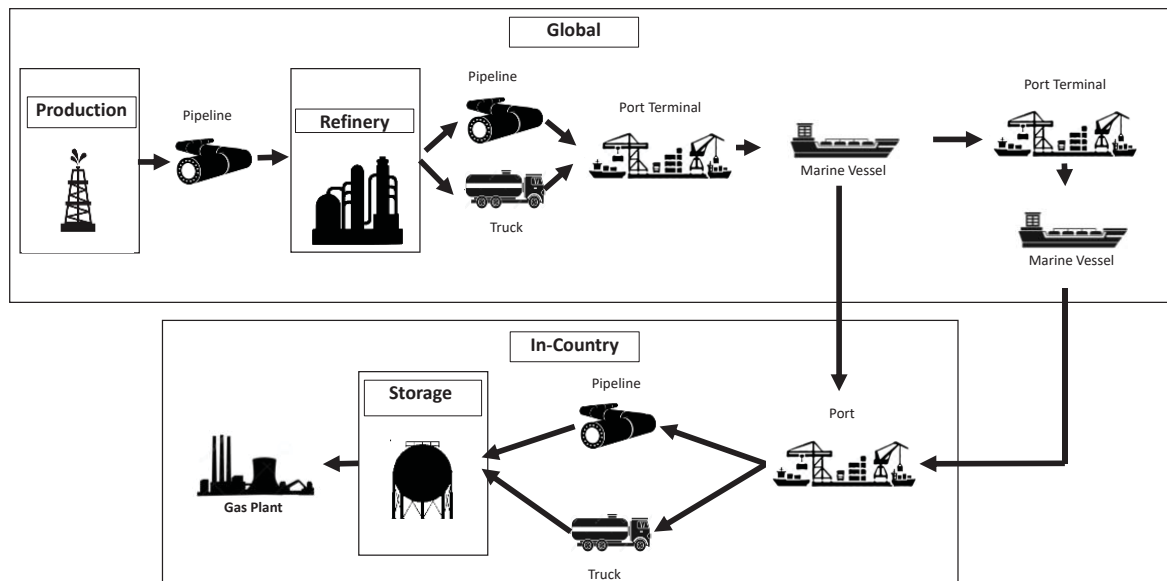 Global
Production
Pipeline
Refinery
Pipeline
Truck
Port Terminal
Marine Vessel
Port Terminal
Marine Vessel
In-Country
Storage
Pipeline
Port
Gas Plant
Truck